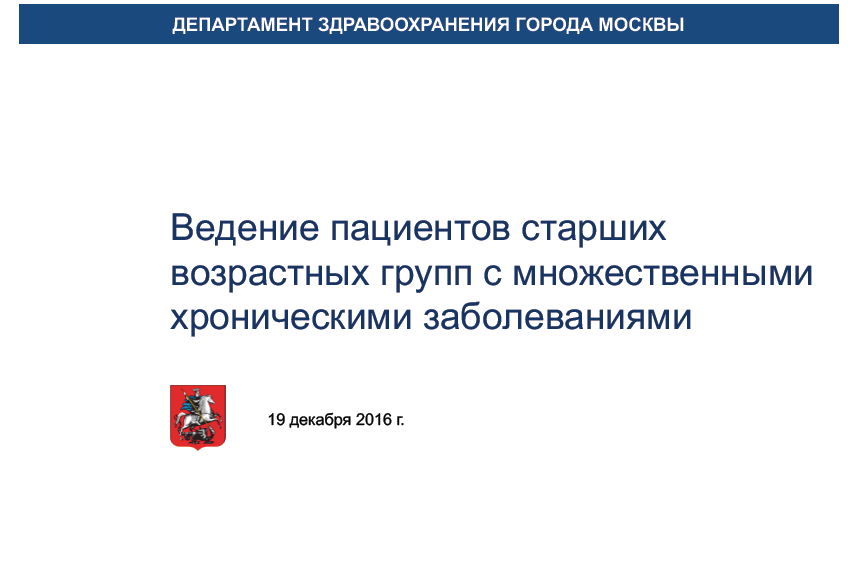 ДЕПАРТАМЕНТ ЗДРАВООХРАНЕНИЯ ГОРОДА МОСКВЫ
Ведение пациентов старших
возрастных групп с множественными
хроническими заболеваниями
19 декабря 2016 г.